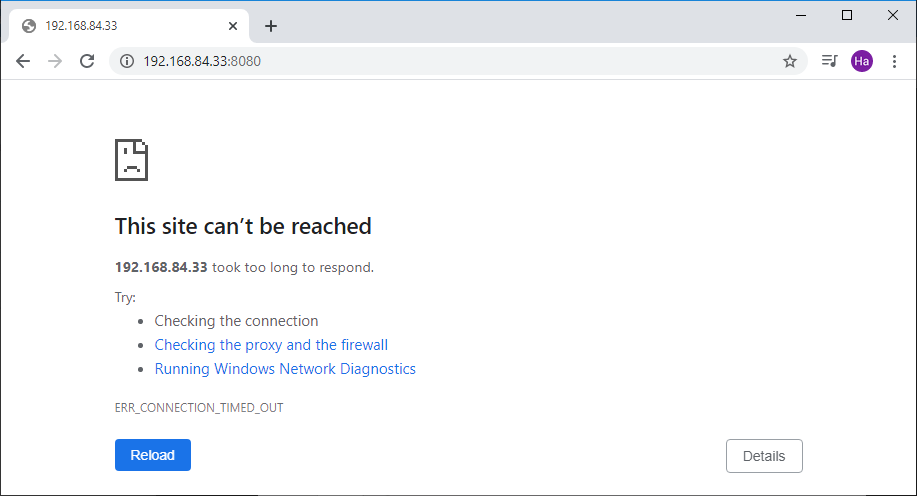 192.168.84.33
192.168.84.33:8080
Ha
This site can’t be reached
192.168.84.33 took too long to respond.
Try:
Checking the connection
Checking the proxy and the firewall
Running Windows Network Diagnostics
ERR_CONNECTION_TIMED_OUT
Reload
Details